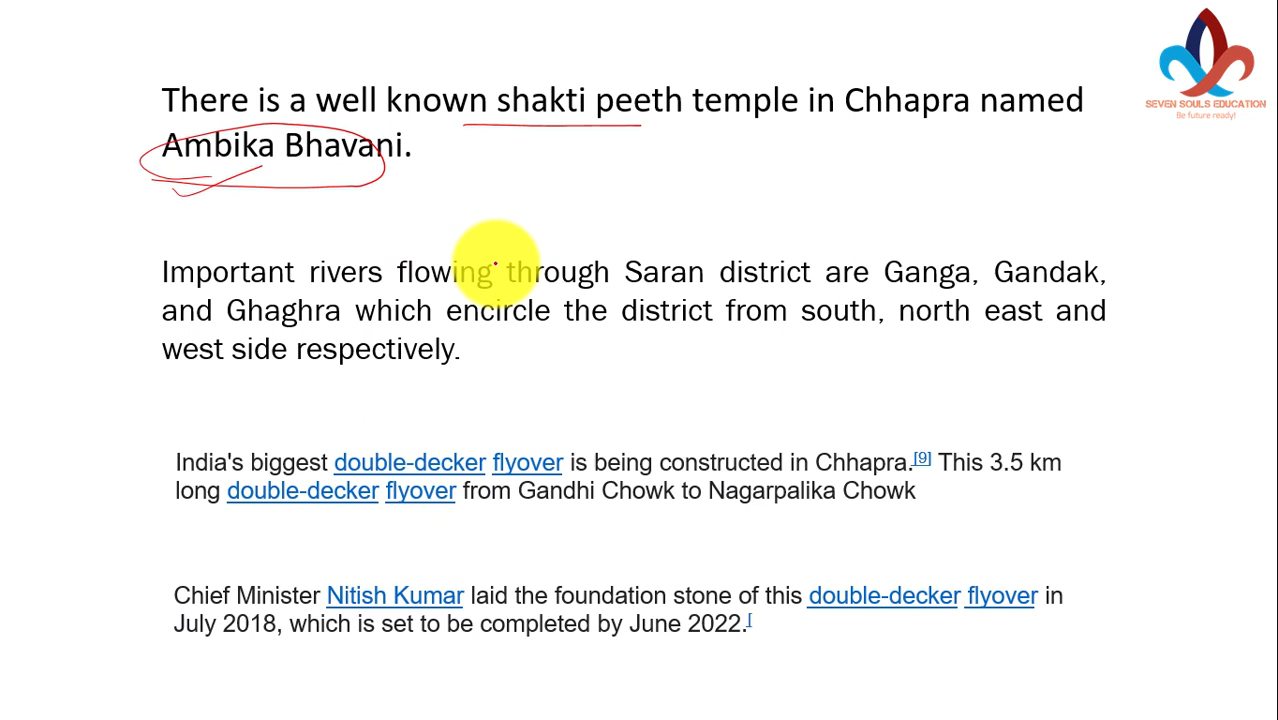 SEVEN SOULS EDUCATION
Be future ready!
There is a well known shakti peeth temple in Chhapra named
Ambika Bhavani.
Important rivers flowing through Saran district are Ganga, Gandak,
and Ghaghra which encircle the district from south, north east and
west side respectively.
India's biggest double-decker flyover is being constructed in Chhapra.[9] This 3.5 km
long double-decker flyover from Gandhi Chowk to Nagarpalika Chowk
Chief Minister Nitish Kumar laid the foundation stone of this double-decker flyover in
July 2018, which is set to be completed by June 2022.[